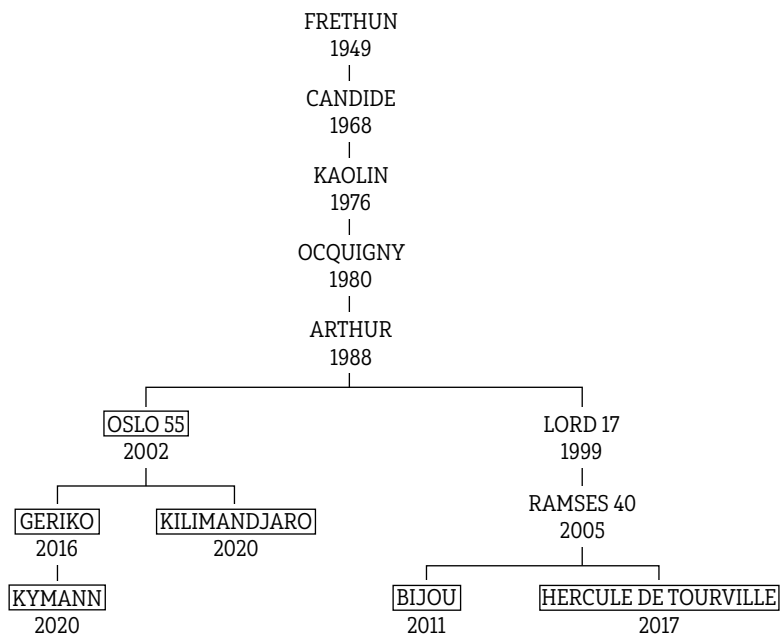 FRETHUN
1949
CANDIDE
1968
KAOLIN
1976
OCQUIGNY
1980
ARTHUR
1988
OSLO 55
2002
LORD 17
1999
GERIKO
2016
KILIMANDJARO
2020
RAMSES 40
2005
KYMANN
2020
BIJOU
2011
HERCULE DE TOURVILLE
2017